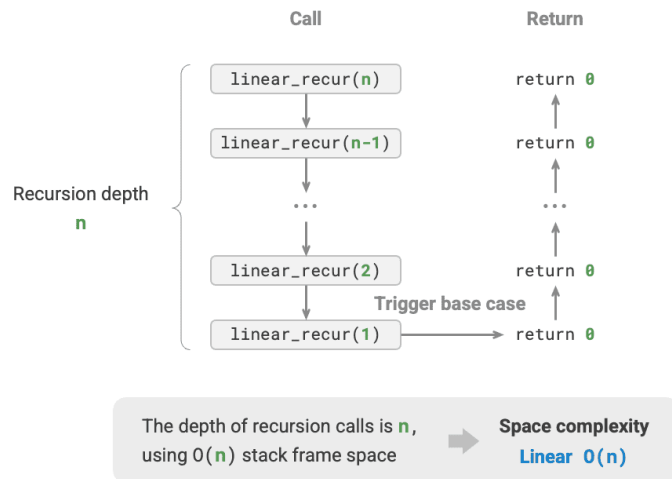 Call Return
linear_recur(n) return 0
linear_recur(n-1) return 0
Recursion depth
n
... ...
linear_recur(2) return 0
Trigger base case
linear_recur(1) return 0
The depth of recursion calls is n,
using O(n) stack frame space
Space complexity
Linear O(n)